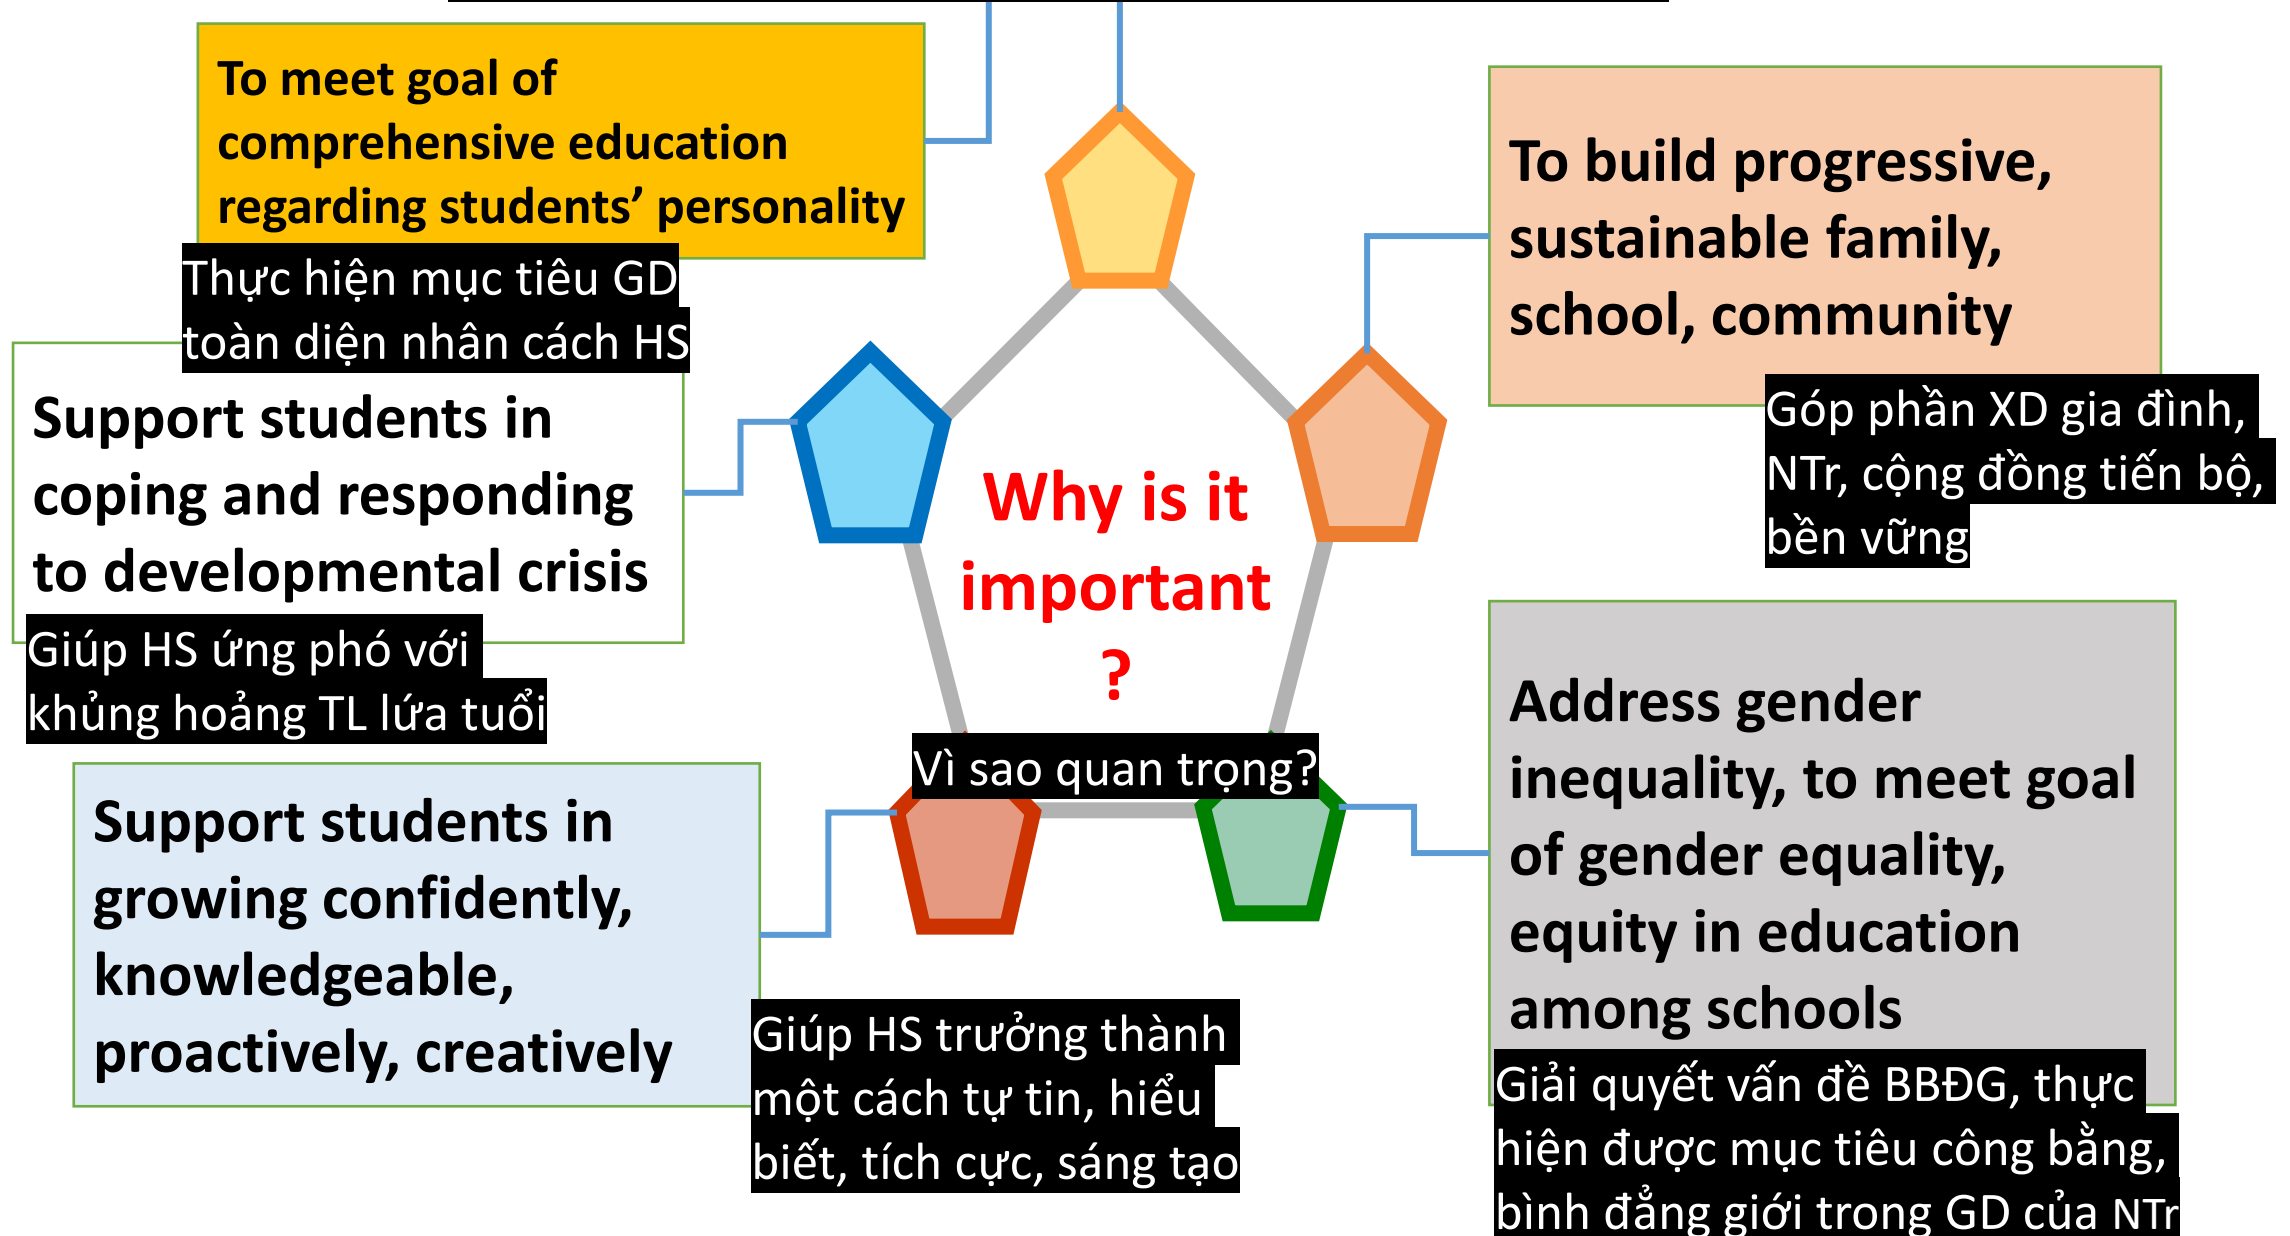 To meet goal of
comprehensive education
regarding students’ personality
Thực hiện mục tiêu GD
toàn diện nhân cách HS
To build progressive,
sustainable family,
school, community
Góp phần XD gia đình,
NTr, cộng đồng tiến bộ,
bền vững
Support students in
coping and responding
to developmental crisis
Giúp HS ứng phó với
khủng hoảng TL lứa tuổi
Why is it
important
?
Vì sao quan trọng?
Support students in
growing confidently,
knowledgeable,
proactively, creatively
Giúp HS trưởng thành
một cách tự tin, hiểu
biết, tích cực, sáng tạo
Address gender
inequality, to meet goal
of gender equality,
equity in education
among schools
Giải quyết vấn đề BBĐG, thực
hiện được mục tiêu công bằng,
bình đẳng giới trong GD của NTr